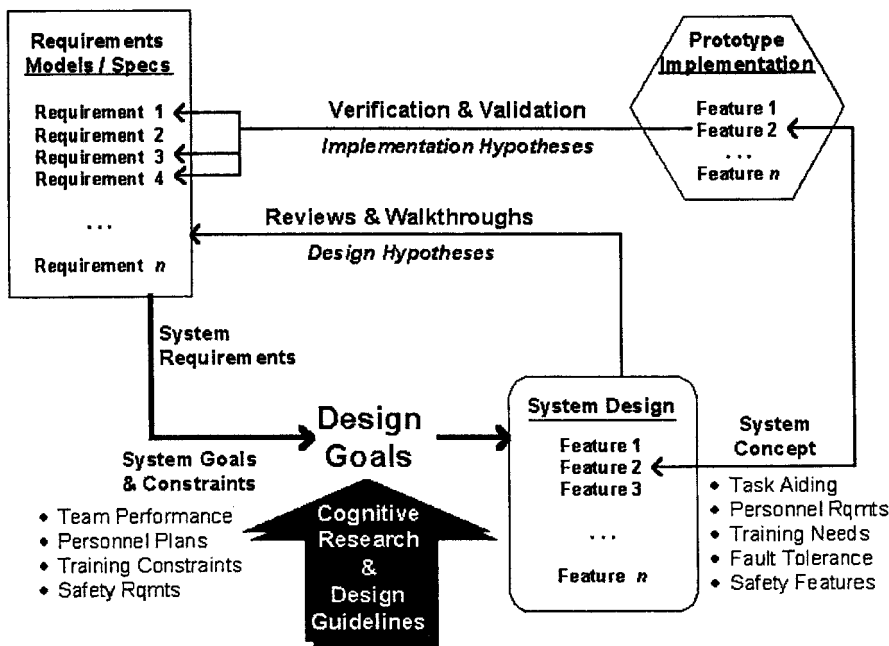 Requirements
Models / Specs
Requirement 1
Requirement 2
Requirement 3
Requirement 4
...
Requirement n
Prototype
Implementation
Feature 1
Feature 2
...
Feature n
Verification & Validation
Implementation Hypotheses
Reviews & Walkthroughs
Design Hypotheses
System
Requirements
Design
Goals
System Goals
& Constraints
◆ Team Performance
◆ Personnel Plans
◆ Training Constraints
◆ Safety Rqmts
Cognitive
Research
&
Design
Guidelines
System Design
Feature 1
Feature 2
Feature 3
...
Feature n
System
Concept
◆ Task Aiding
◆ Personnel Rqmts
◆ Training Needs
◆ Fault Tolerance
◆ Safety Features